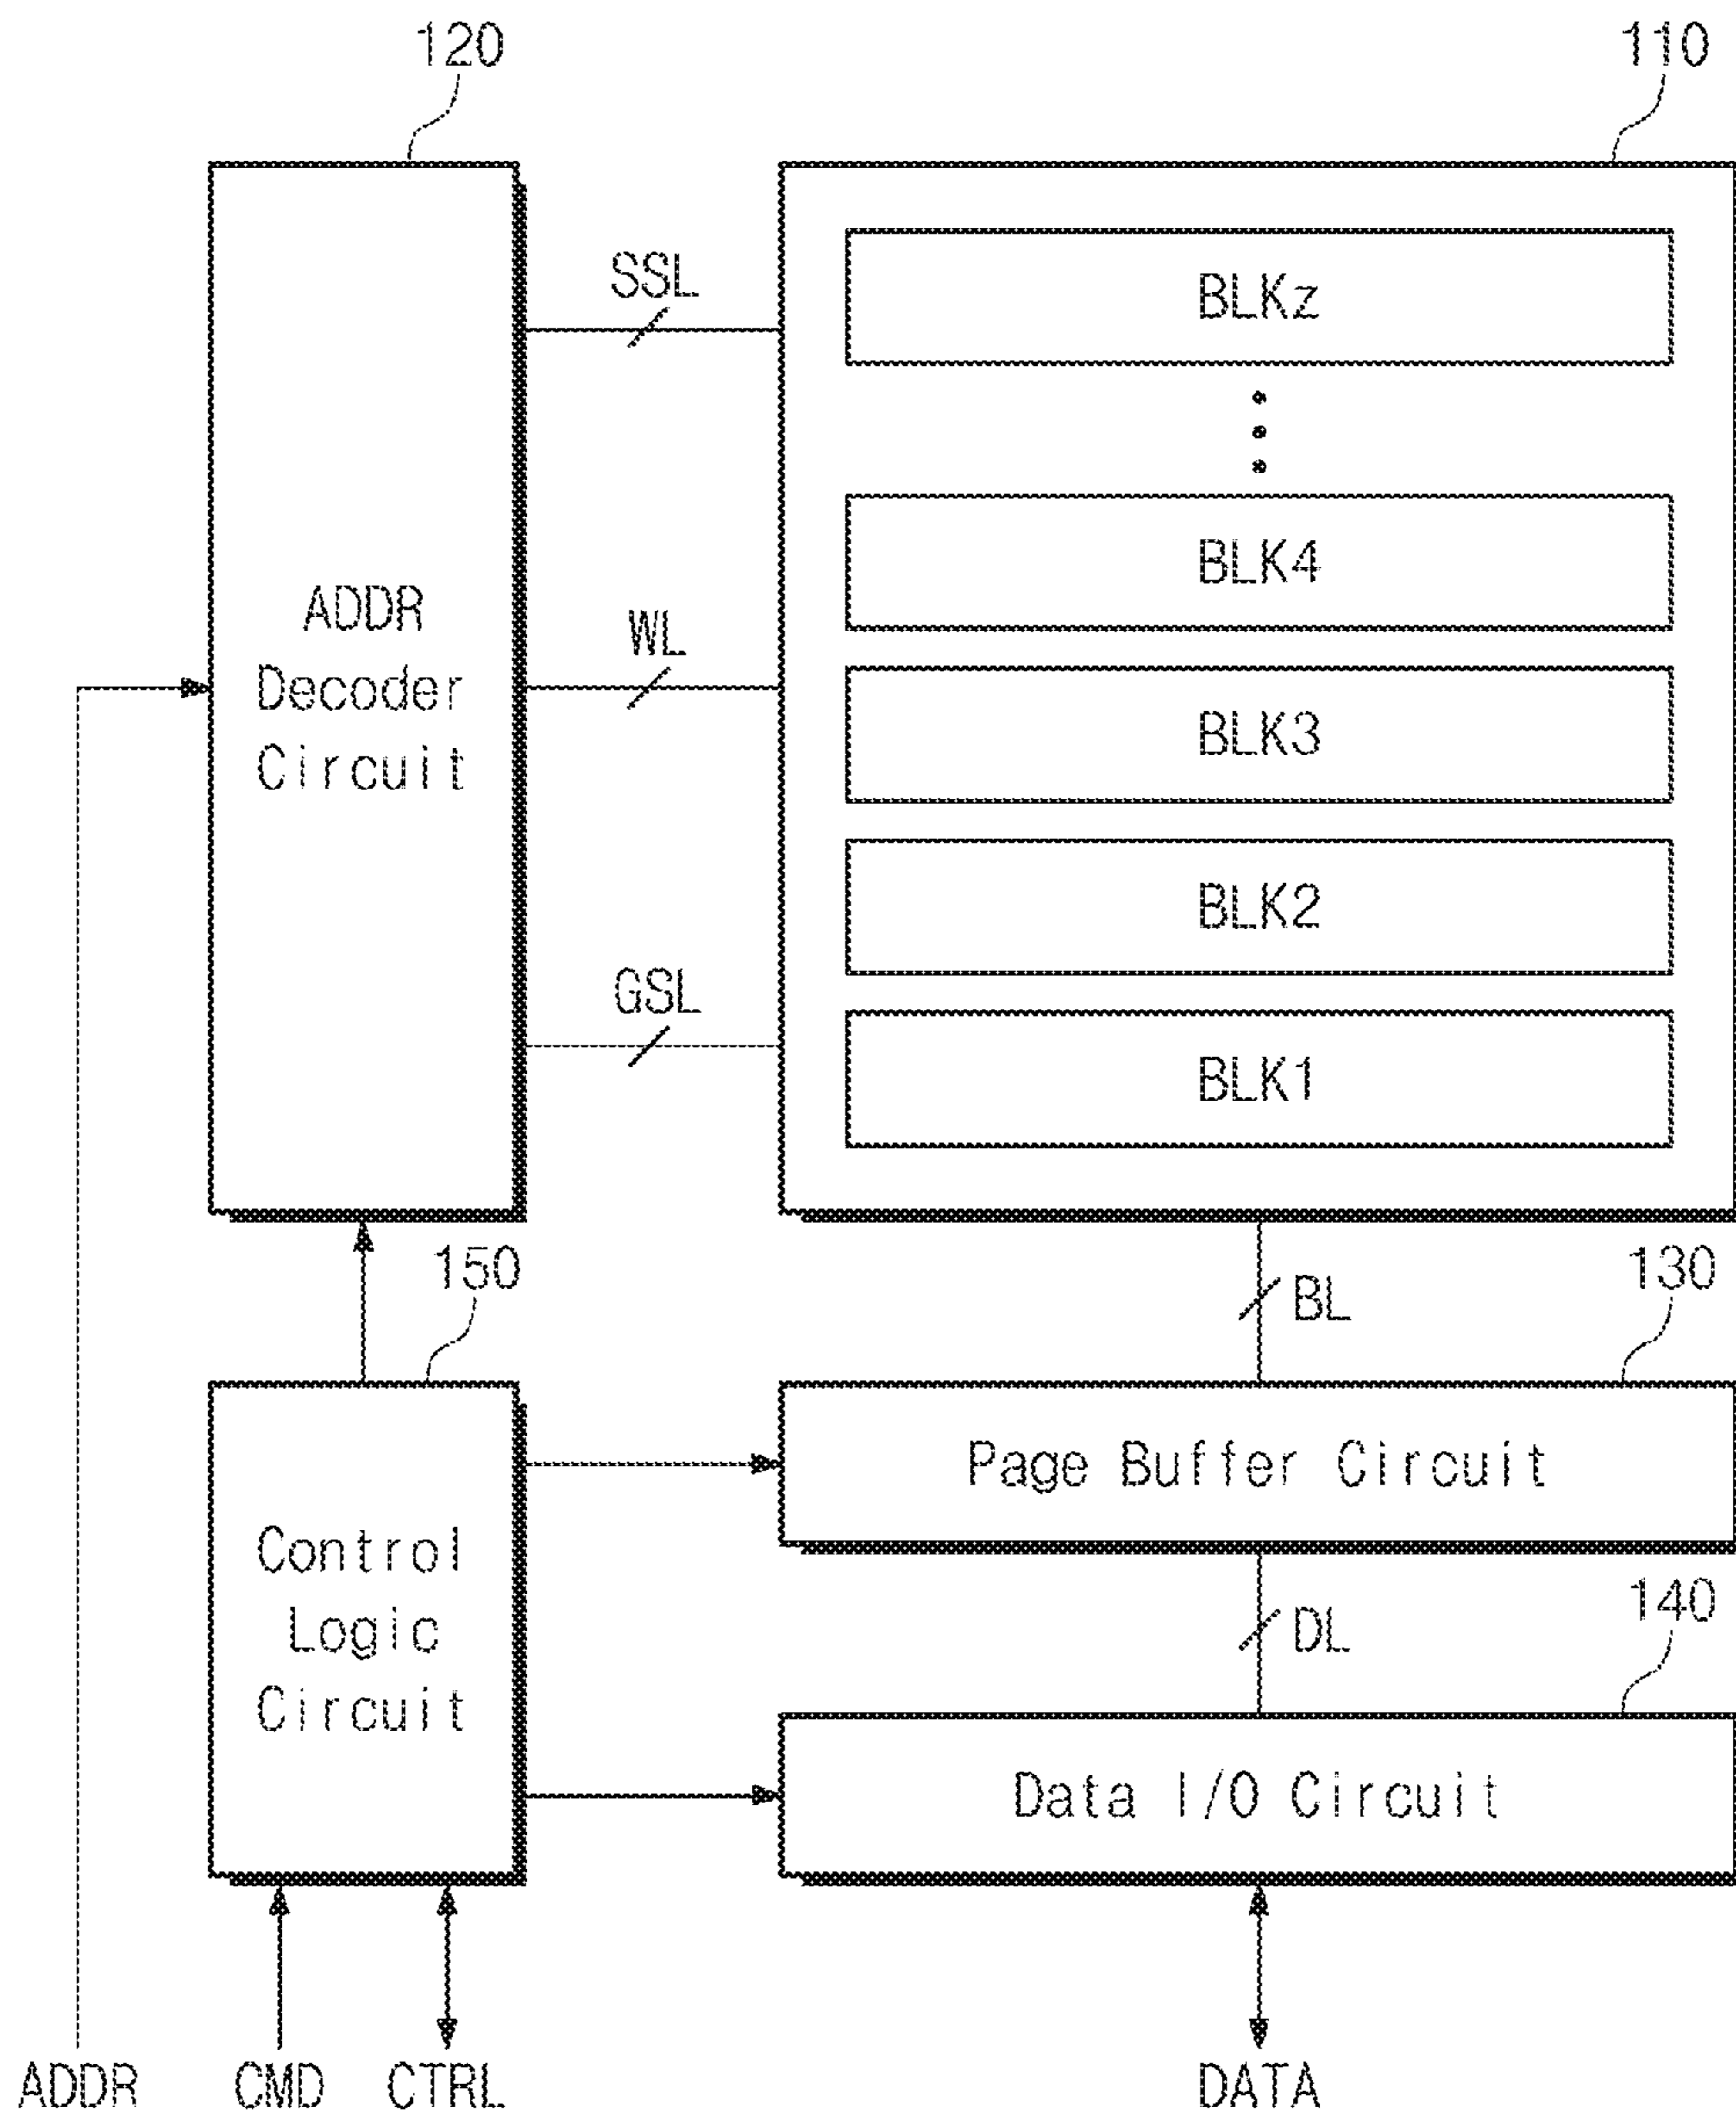 120
110
SSL
BLKz
BLK4
ADDR
Decoder
Circuit
WL
BLK3
BLK2
GSL
BLK1
150
130
BL
Page Buffer Circuit
Control
Logic
Circuit
DL
140
Data I/O Circuit
ADDR
CMD
CTRL
DATA